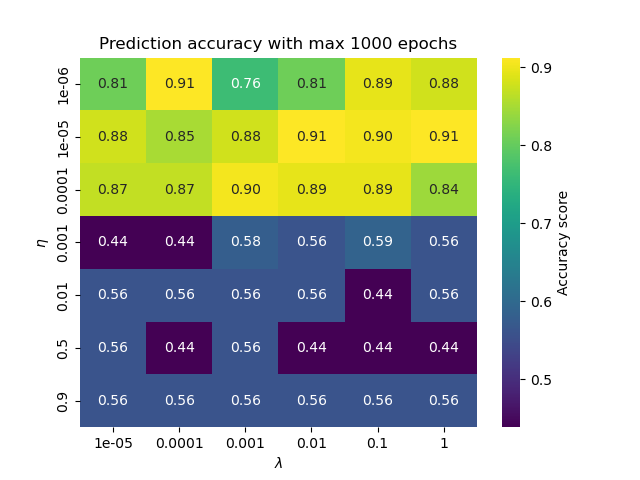 Prediction accuracy with max 1000 epochs
1e-06 0.81 0.91 0.76 0.81 0.89 0.88
1e-05 0.88 0.85 0.88 0.91 0.90 0.91
0.0001 0.87 0.87 0.90 0.89 0.89 0.84
0.001 0.44 0.44 0.58 0.56 0.59 0.56
0.01 0.56 0.56 0.56 0.56 0.44 0.56
0.5 0.56 0.44 0.56 0.44 0.44 0.44
0.9 0.56 0.56 0.56 0.56 0.56 0.56
η
1e-05 0.0001 0.001 0.01 0.1 1
λ
0.9
0.8
0.7
0.6
0.5
Accuracy score